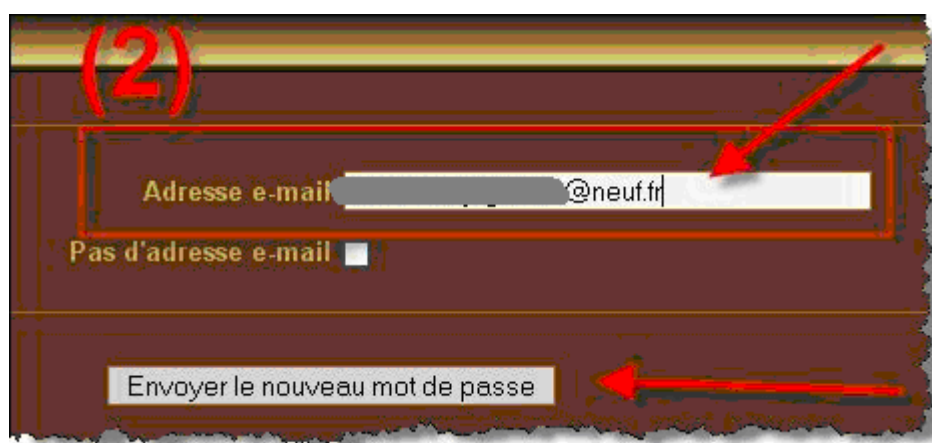 (2)
Adresse e-mail @neuf.fr
Pas d'adresse e-mail
Envoyer le nouveau mot de passe